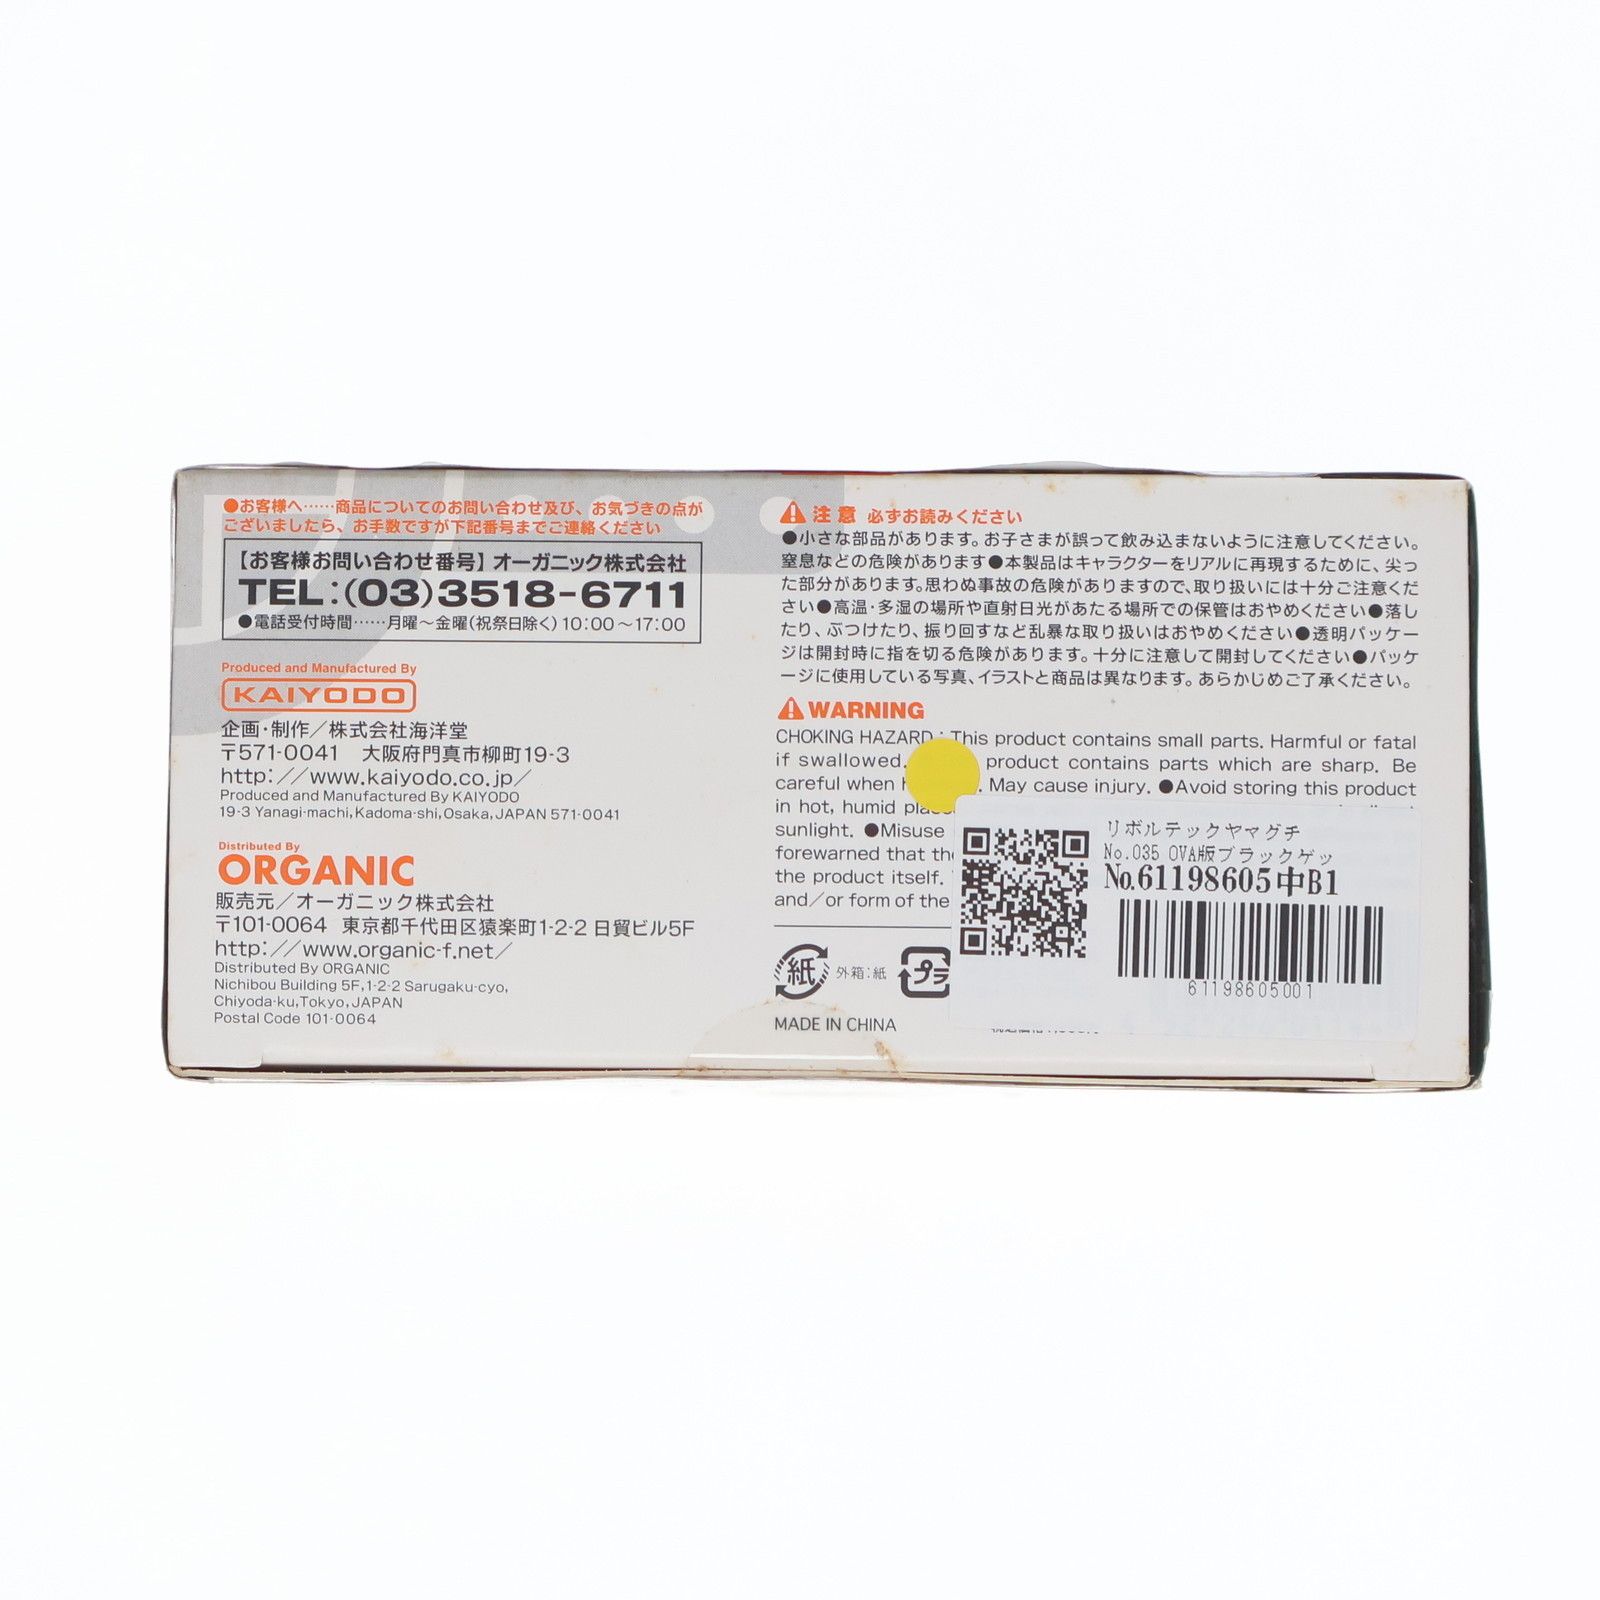 ●お客様へ……商品についてのお問い合わせ及び、お気づきの点が
ございましたら、お手数ですが下記番号までご連絡ください
【お客様お問い合わせ番号】オーガニック株式会社
TEL:(03)3518-6711
●電話受付時間……月曜〜金曜(祝祭日除く)10:00〜17:00
Produced and Manufactured By
KAIYODO
企画・制作/株式会社海洋堂
〒571-0041 大阪府門真市柳町19-3
http://www.kaiyodo.co.jp/
Produced and Manufactured By KAIYODO
19-3 Yanagi-machi,Kadoma-shi,Osaka,JAPAN 571-0041
Distributed By
ORGANIC
販売元/オーガニック株式会社
〒101-0064 東京都千代田区猿楽町1-2-2 日貿ビル5F
http://www.organic-f.net/
Distributed By ORGANIC
Nichibou Building 5F,1-2-2 Sarugaku-cyo,
Chiyoda-ku,Tokyo,JAPAN
Postal Code 101-0064
注意 必ずお読みください
●小さな部品があります。お子さまが誤って飲み込まないように注意してください。
窒息などの危険があります●本製品はキャラクターをリアルに再現するために、尖っ
た部分があります。思わぬ事故の危険がありますので、取り扱いには十分ご注意くだ
さい●高温・多湿の場所や直射日光があたる場所での保管はおやめください●落し
たり、ぶつけたり、振り回すなど乱暴な取り扱いはおやめください●透明パッケー
ジは開封時に指を切る危険があります。十分に注意して開封してください●パッケ
ージに使用している写真、イラストと商品は異なります。あらかじめご了承ください。
WARNING
CHOKING HAZARD : This product contains small parts. Harmful or fatal
if swallowed. product contains parts which are sharp. Be
careful when . May cause injury. ●Avoid storing this product
in hot, humid
sunlight. ●Misuse
forewarned that
the product itself.
and/or form of the
紙
外箱:紙
プラ
MADE IN CHINA
リボルテックヤマグチ
No.035 OVA版ブラックゲッ
No.61198605中B1
61198605001